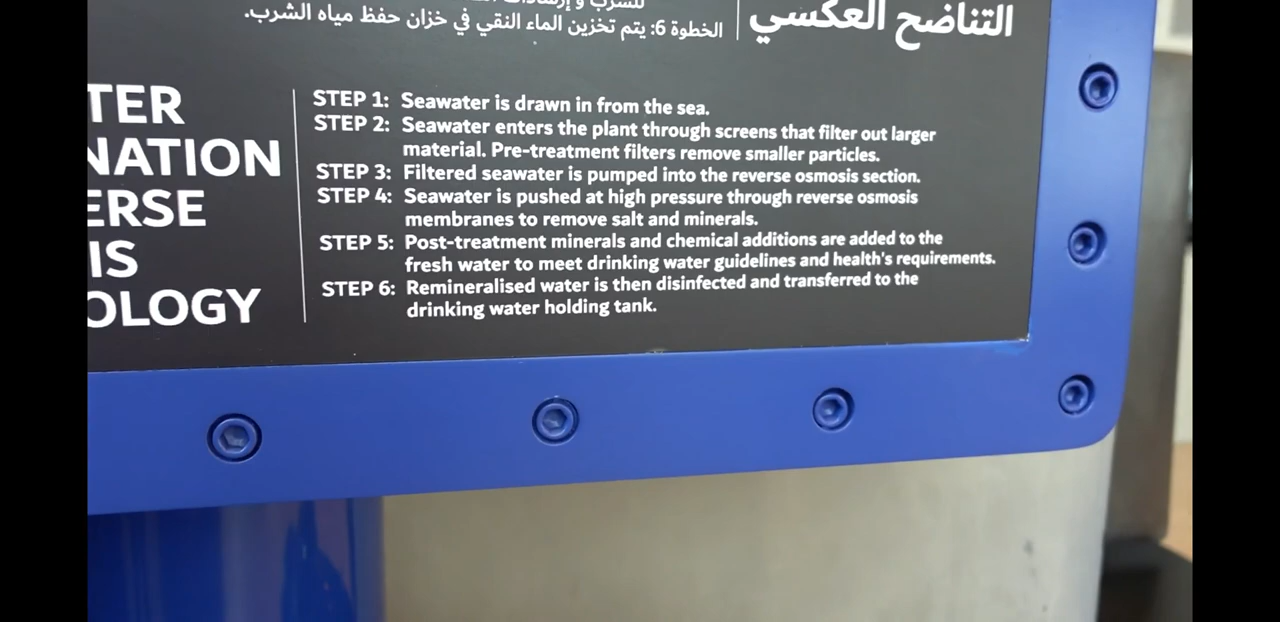 التناضح العكسي
للشرب و إرشادات
الخطوة 6: يتم تخزين الماء النقي في خزان حفظ مياه الشرب.
TER
NATION
ERSE
IS
OLOGY
STEP 1: Seawater is drawn in from the sea.
STEP 2: Seawater enters the plant through screens that filter out larger
material. Pre-treatment filters remove smaller particles.
STEP 3: Filtered seawater is pumped into the reverse osmosis section.
STEP 4: Seawater is pushed at high pressure through reverse osmosis
membranes to remove salt and minerals.
STEP 5: Post-treatment minerals and chemical additions are added to the
fresh water to meet drinking water guidelines and health's requirements.
STEP 6: Remineralised water is then disinfected and transferred to the
drinking water holding tank.